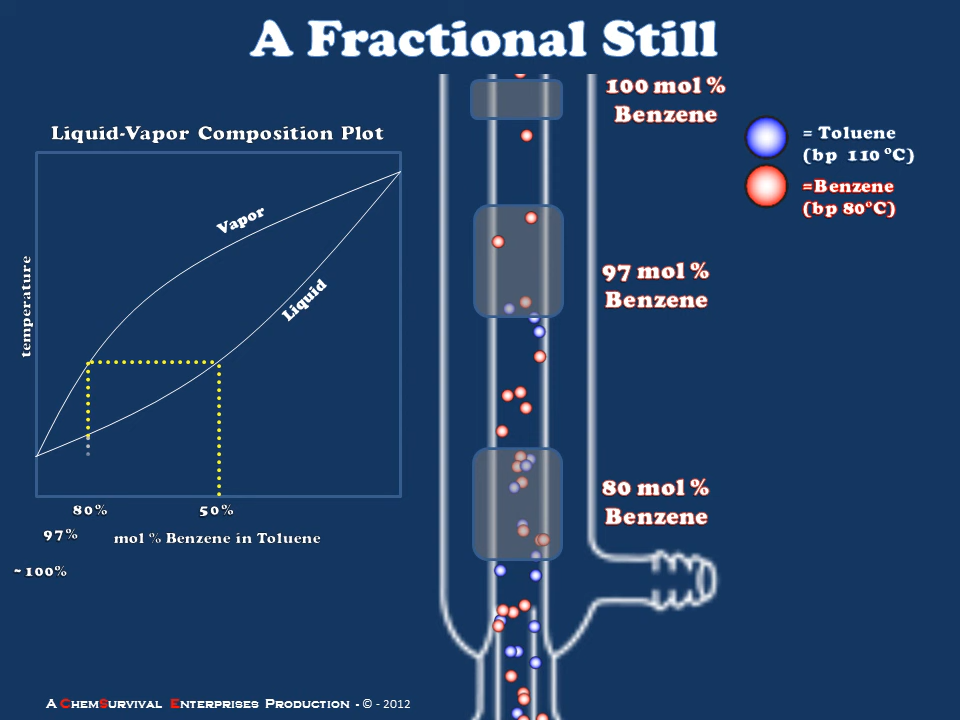 A Fractional Still
100 mol %
Benzene
Liquid-Vapor Composition Plot
= Toluene
(bp 110 °C)
=Benzene
(bp 80°C)
Vapor
97 mol %
Benzene
temperature
Liquid
80 mol %
Benzene
80%
50%
97%
mol % Benzene in Toluene
~100%
A ChemSurvival Enterprises Production - © - 2012